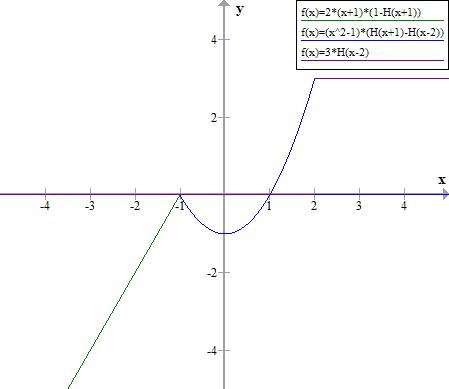 y
f(x)=2*(x+1)*(1-H(x+1))
f(x)=(x^2-1)*(H(x+1)-H(x-2))
f(x)=3*H(x-2)
4
2
x
-4 -3 -2 -1 1 2 3 4
-2
-4